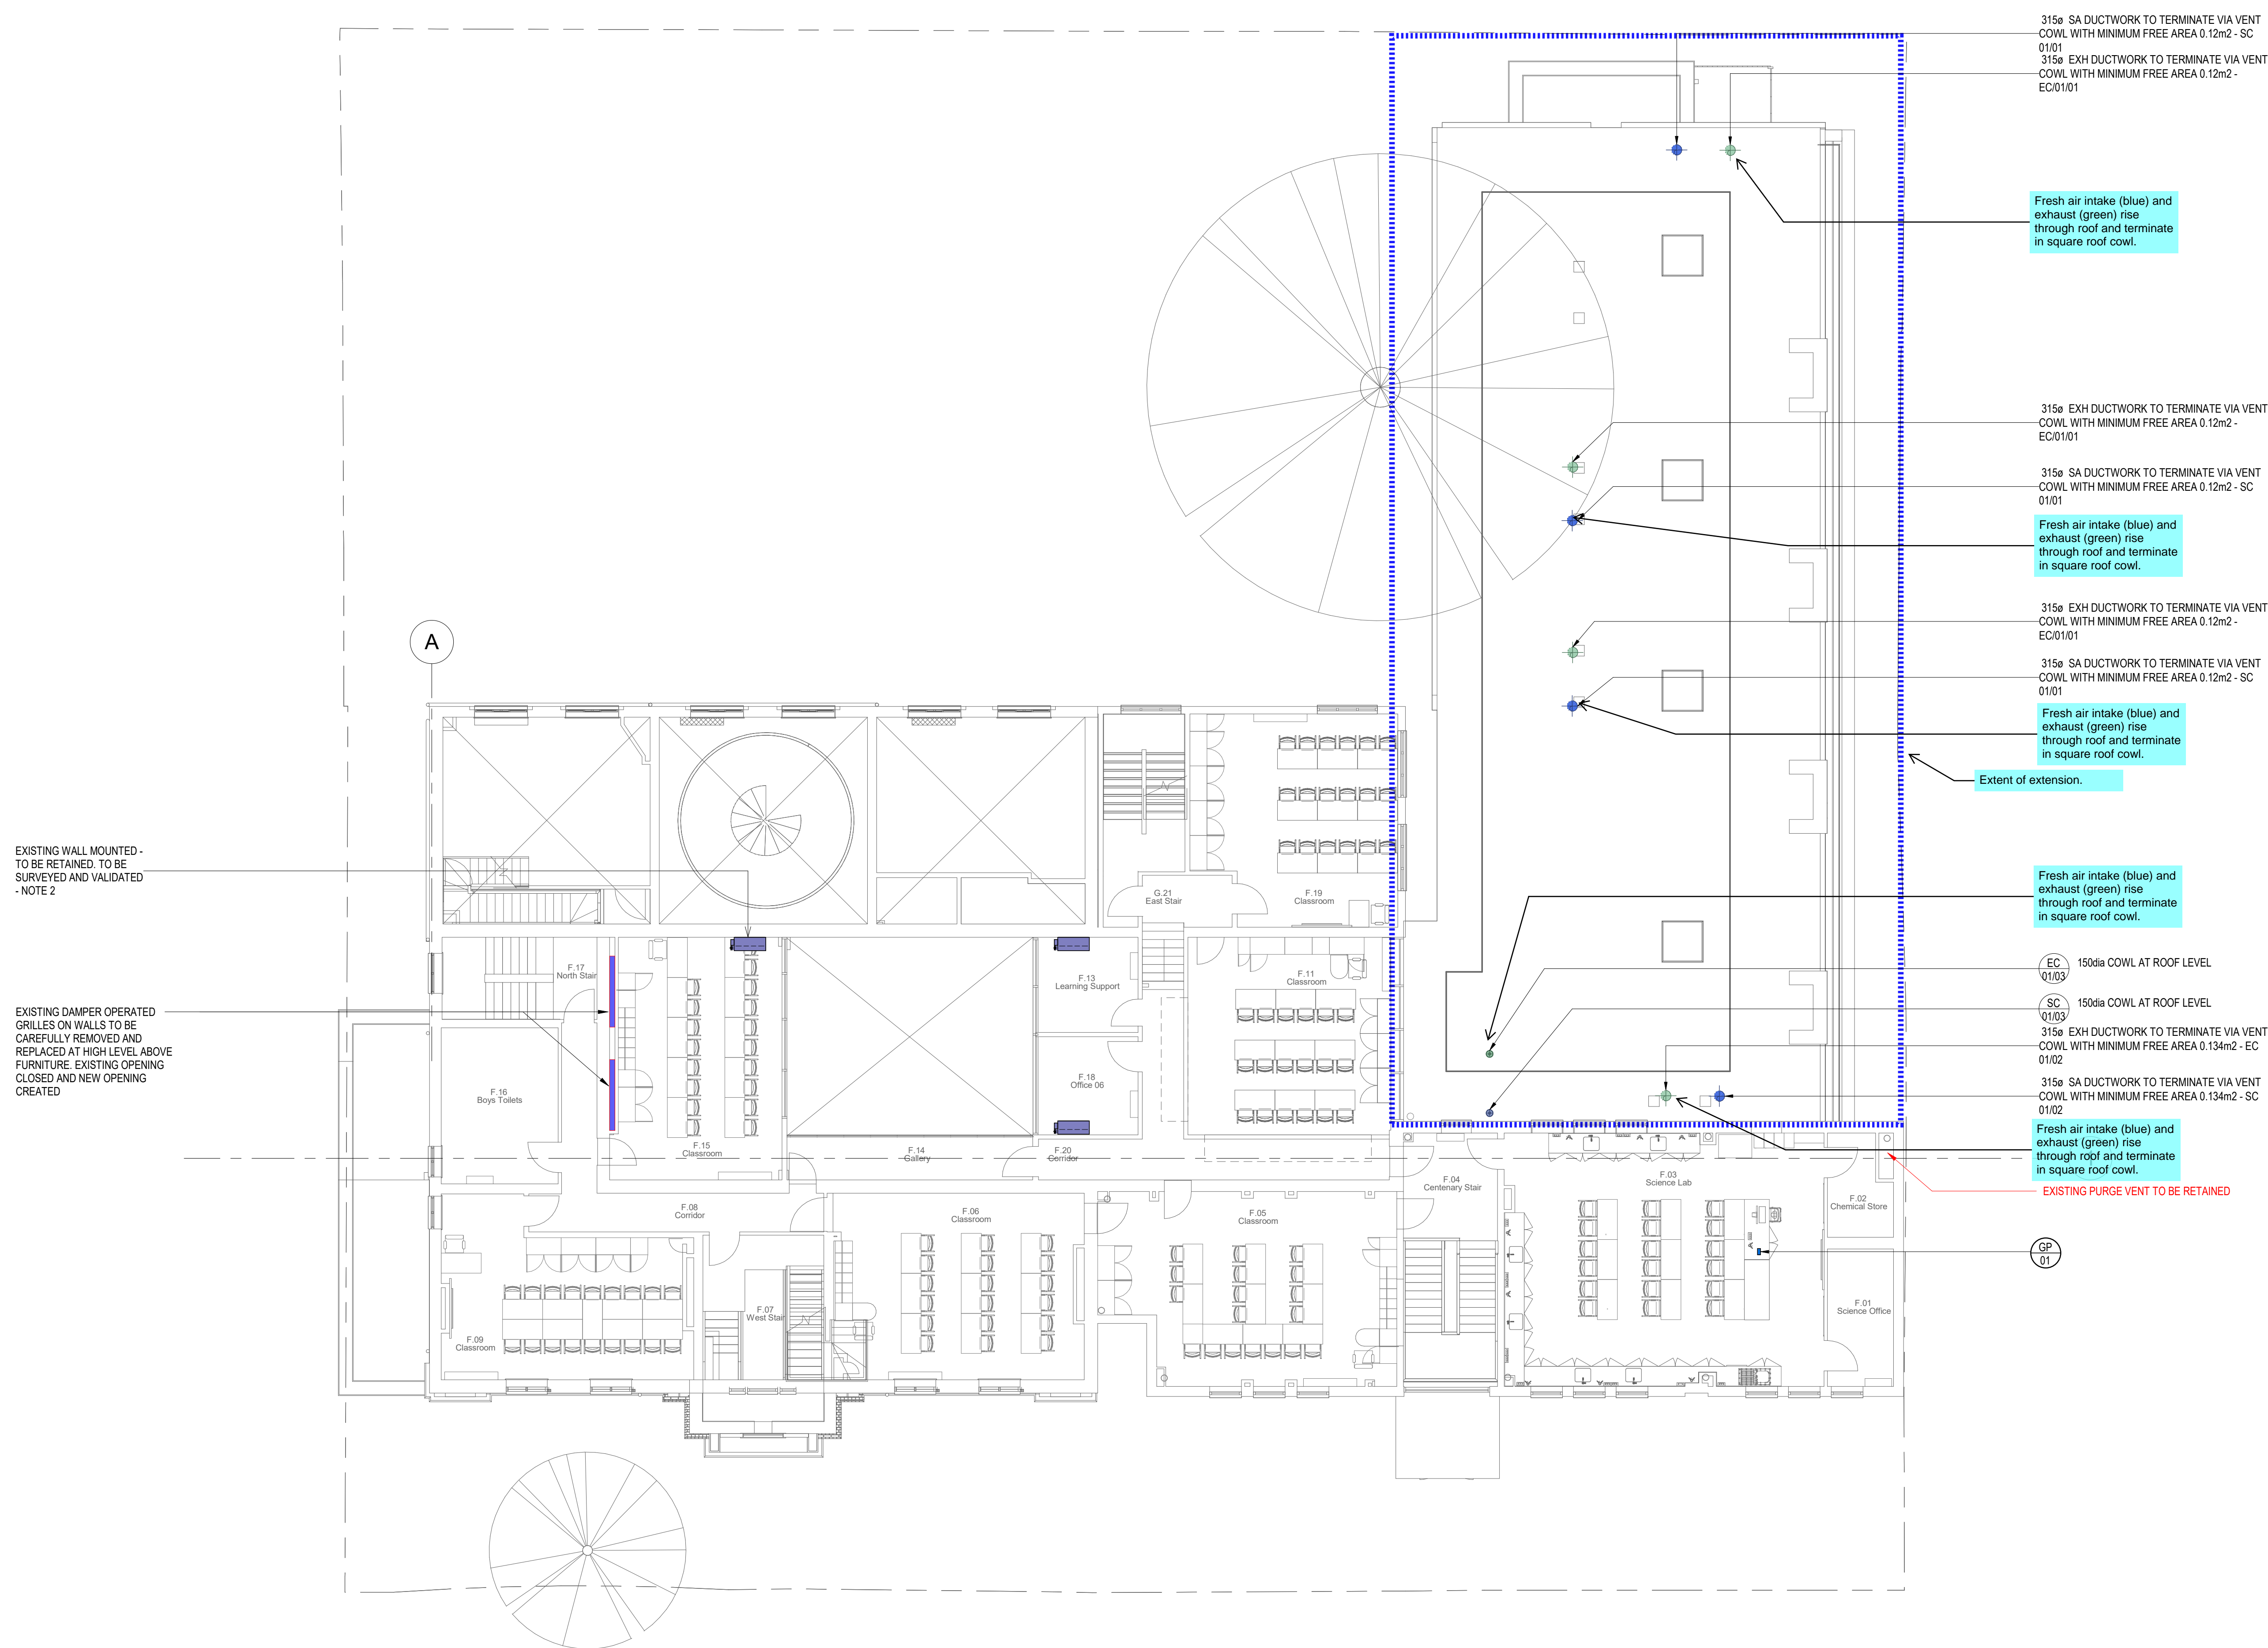 315ø SA DUCTWORK TO TERMINATE VIA VENT
COWL WITH MINIMUM FREE AREA 0.12m2 - SC
01/01
315ø EXH DUCTWORK TO TERMINATE VIA VENT
COWL WITH MINIMUM FREE AREA 0.12m2 -
EC/01/01
Fresh air intake (blue) and
exhaust (green) rise
through roof and terminate
in square roof cowl.
315ø EXH DUCTWORK TO TERMINATE VIA VENT
COWL WITH MINIMUM FREE AREA 0.12m2 -
EC/01/01
315ø SA DUCTWORK TO TERMINATE VIA VENT
COWL WITH MINIMUM FREE AREA 0.12m2 - SC
01/01
Fresh air intake (blue) and
exhaust (green) rise
through roof and terminate
in square roof cowl.
315ø EXH DUCTWORK TO TERMINATE VIA VENT
COWL WITH MINIMUM FREE AREA 0.12m2 -
EC/01/01
315ø SA DUCTWORK TO TERMINATE VIA VENT
COWL WITH MINIMUM FREE AREA 0.12m2 - SC
01/01
Fresh air intake (blue) and
exhaust (green) rise
through roof and terminate
in square roof cowl.
Extent of extension.
A
EXISTING WALL MOUNTED -
TO BE RETAINED. TO BE
SURVEYED AND VALIDATED
- NOTE 2
EXISTING DAMPER OPERATED
GRILLES ON WALLS TO BE
CAREFULLY REMOVED AND
REPLACED AT HIGH LEVEL ABOVE
FURNITURE. EXISTING OPENING
CLOSED AND NEW OPENING
CREATED
Fresh air intake (blue) and
exhaust (green) rise
through roof and terminate
in square roof cowl.
EC
01/03
150dia COWL AT ROOF LEVEL
SC
01/03
150dia COWL AT ROOF LEVEL
315ø EXH DUCTWORK TO TERMINATE VIA VENT
COWL WITH MINIMUM FREE AREA 0.134m2 - EC
01/02
315ø SA DUCTWORK TO TERMINATE VIA VENT
COWL WITH MINIMUM FREE AREA 0.134m2 - SC
01/02
Fresh air intake (blue) and
exhaust (green) rise
through roof and terminate
in square roof cowl.
EXISTING PURGE VENT TO BE RETAINED
GP
01
G.21
East Stair
F.19
Classroom
F.17
North Stair
F.13
Learning Support
F.11
Classroom
F.16
Boys Toilets
F.18
Office 06
F.15
Classroom
F.14
Gallery
F.20
Corridor
F.04
Centenary Stair
F.03
Science Lab
F.02
Chemical Store
F.08
Corridor
F.06
Classroom
F.05
Classroom
F.07
West Stair
F.01
Science Office
F.09
Classroom